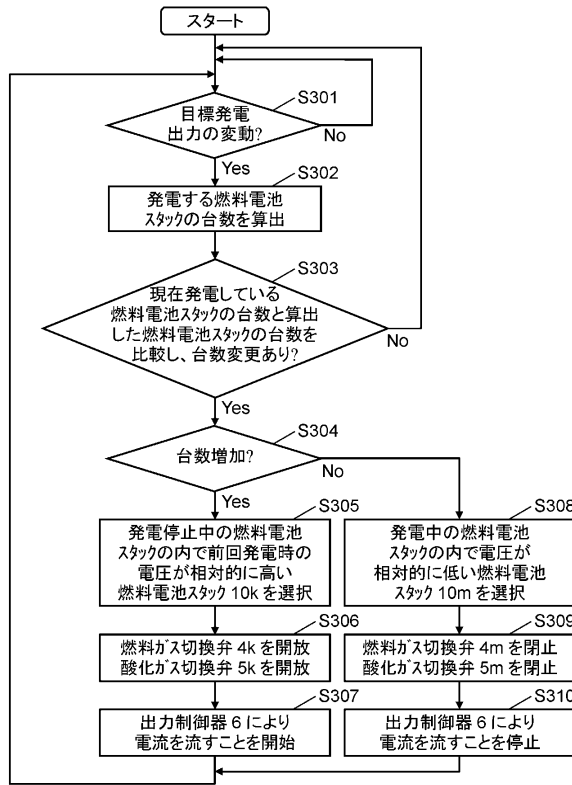 スタート
S301
目標発電
出力の変動?
No
Yes
S302
発電する燃料電池
スタックの台数を算出
S303
現在発電している
燃料電池スタックの台数と算出
した燃料電池スタックの台数を
比較し、台数変更あり?
No
Yes
S304
台数増加?
No
Yes
S305
発電停止中の燃料電池
スタックの内で前回発電時の
電圧が相対的に高い
燃料電池スタック 10k を選択
S306
燃料ガス切換弁 4k を開放
酸化ガス切換弁 5k を開放
S307
出力制御器 6 により
電流を流すことを開始
S308
発電中の燃料電池
スタックの内で電圧が
相対的に低い燃料電池
スタック 10m を選択
S309
燃料ガス切換弁 4m を閉止
酸化ガス切換弁 5m を閉止
S310
出力制御器 6 により
電流を流すことを停止